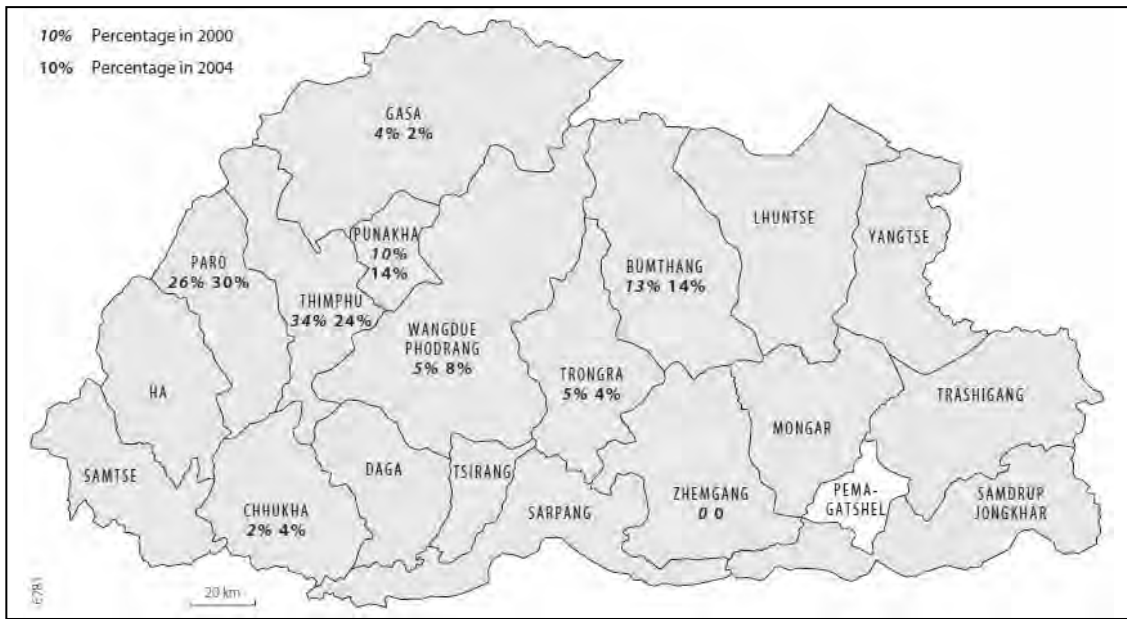 10% Percentage in 2000
10% Percentage in 2004
GASA
4% 2%
PUNAKHA
10%
14%
PARO
26% 30%
THIMPHU
34% 24%
WANGDUE
PHODRANG
5% 8%
BUMTHANG
13% 14%
LHUNTSE
YANGTSE
TRONGRA
5% 4%
HA
SAMTSE
CHHUKHA
2% 4%
DAGA
TSIRANG
SARPANG
ZHEMGANG
0 0
MONGAR
PEMA-
GATSHEL
TRASHIGANG
SAMDRUP
JONGKHAR
20 km
6781